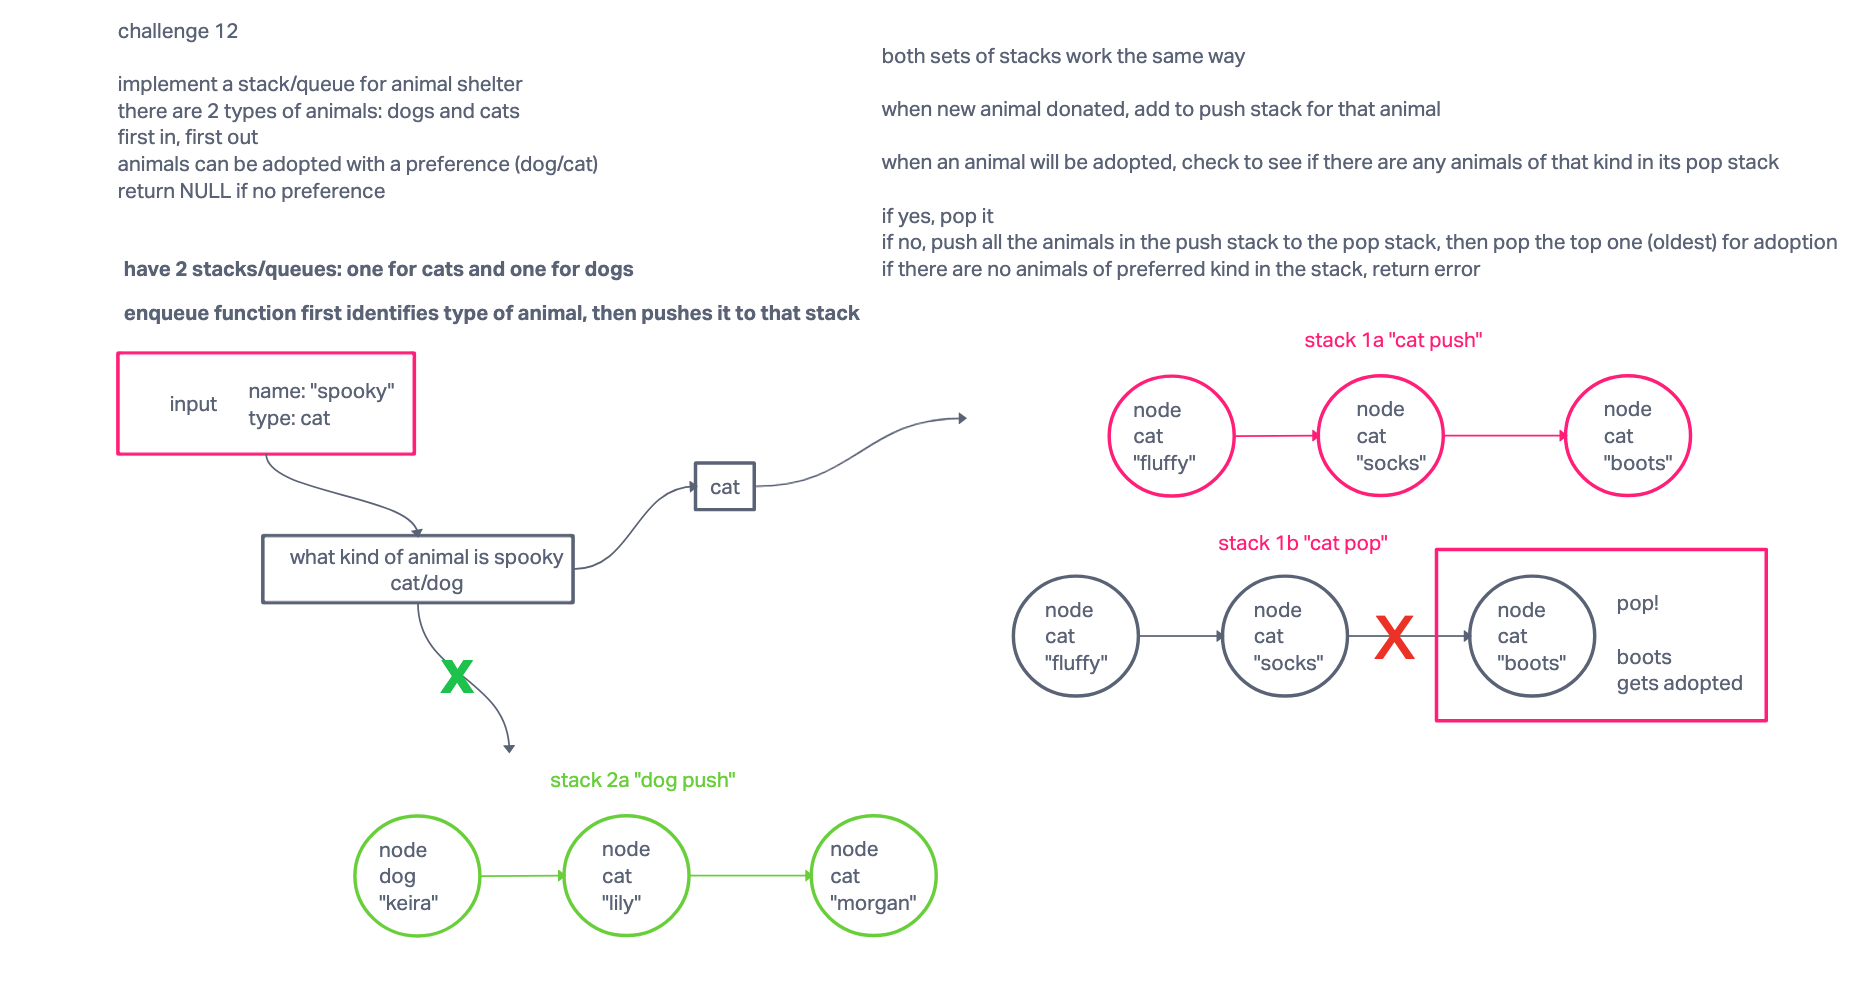 challenge 12
implement a stack/queue for animal shelter
there are 2 types of animals: dogs and cats
first in, first out
animals can be adopted with a preference (dog/cat)
return NULL if no preference
have 2 stacks/queues: one for cats and one for dogs
enqueue function first identifies type of animal, then pushes it to that stack
both sets of stacks work the same way
when new animal donated, add to push stack for that animal
when an animal will be adopted, check to see if there are any animals of that kind in its pop stack
if yes, pop it
if no, push all the animals in the push stack to the pop stack, then pop the top one (oldest) for adoption
if there are no animals of preferred kind in the stack, return error
input
name: "spooky"
type: cat
what kind of animal is spooky
cat/dog
cat
X
stack 1a "cat push"
node
cat
"fluffy"
node
cat
"socks"
node
cat
"boots"
stack 1b "cat pop"
node
cat
"fluffy"
node
cat
"socks"
X
node
cat
"boots"
pop!
boots
gets adopted
stack 2a "dog push"
node
dog
"keira"
node
cat
"lily"
node
cat
"morgan"